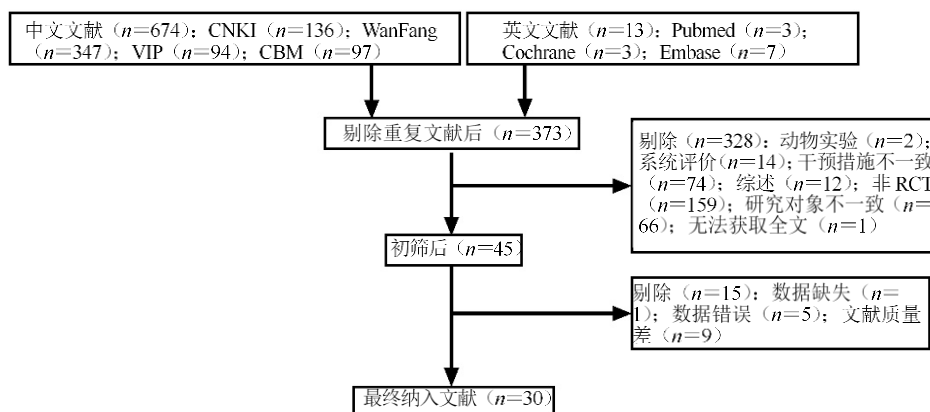 中文文献（n=674）：CNKI（n=136）；WanFang
（n=347）；VIP（n=94）；CBM（n=97）
英文文献（n=13）：Pubmed（n=3）；
Cochrane（n=3）；Embase（n=7）
剔除重复文献后（n=373）
剔除（n=328）：动物实验（n=2）；
系统评价（n=14）；干预措施不一致
（n=74）；综述（n=12）；非RCT
（n=159）；研究对象不一致（n=
66）；无法获取全文（n=1）
初筛后（n=45）
剔除（n=15）：数据缺失（n=
1）；数据错误（n=5）；文献质量
差（n=9）
最终纳入文献（n=30）